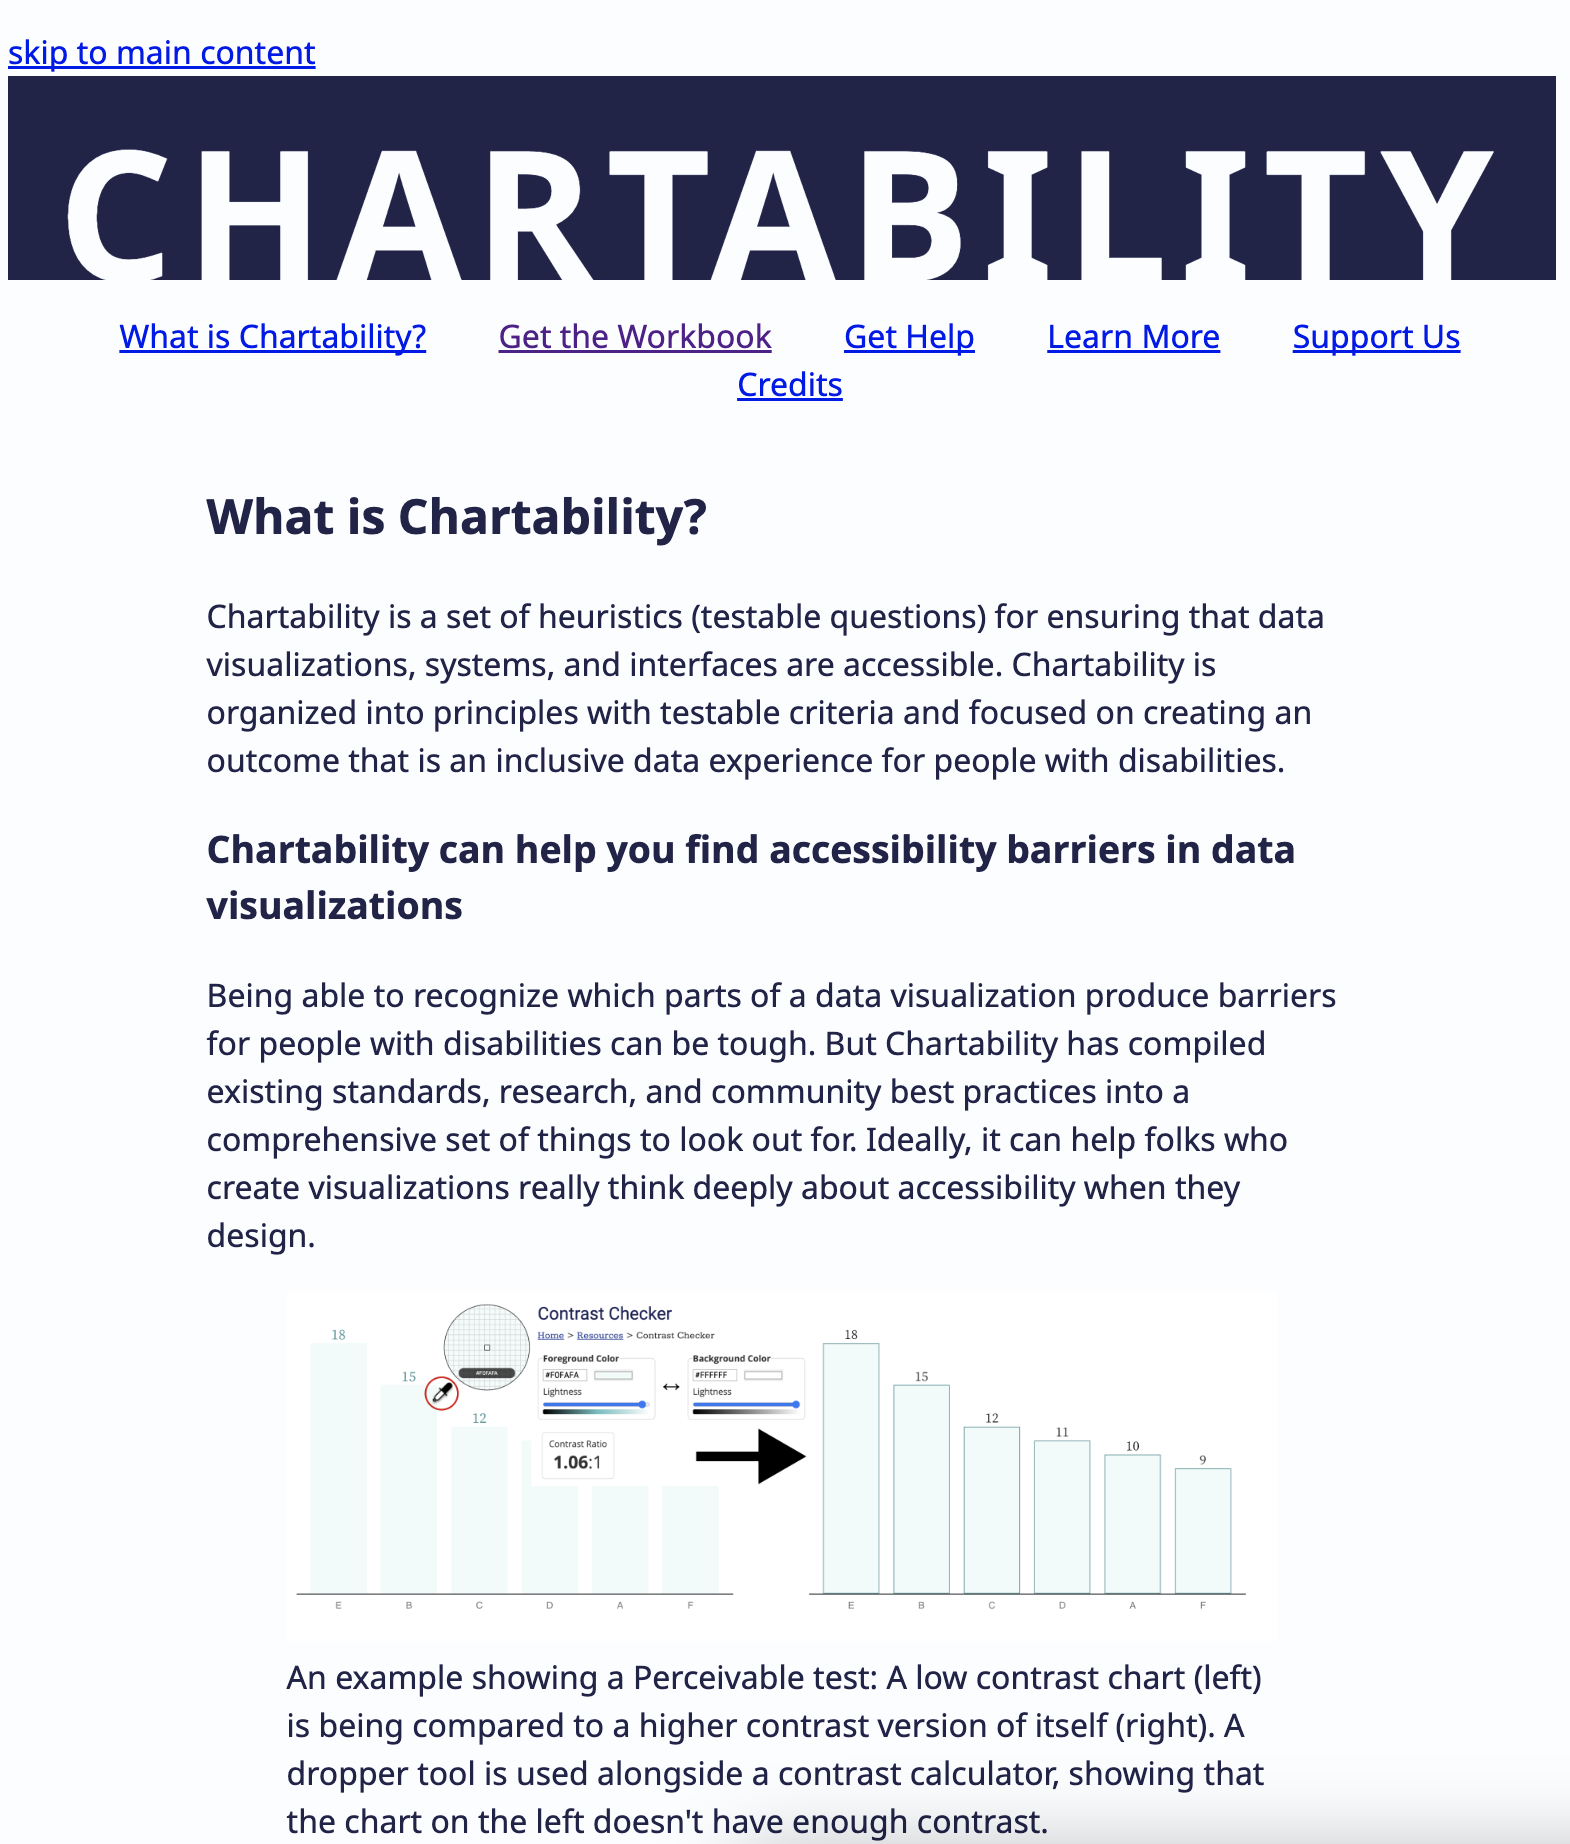 skip to main content
CHARTABILITY
What is Chartability? Get the Workbook Get Help Learn More Support Us
Credits
What is Chartability?
Chartability is a set of heuristics (testable questions) for ensuring that data
visualizations, systems, and interfaces are accessible. Chartability is
organized into principles with testable criteria and focused on creating an
outcome that is an inclusive data experience for people with disabilities.
Chartability can help you find accessibility barriers in data
visualizations
Being able to recognize which parts of a data visualization produce barriers
for people with disabilities can be tough. But Chartability has compiled
existing standards, research, and community best practices into a
comprehensive set of things to look out for. Ideally, it can help folks who
create visualizations really think deeply about accessibility when they
design.
18
15
12
E B C D A F
#F0FAFA
Contrast Checker
Home > Resources > Contrast Checker
Foreground Color
#F0FAFA
Lightness
↔
Background Color
#FFFFFF
Lightness
Contrast Ratio
1.06:1
18
15
12
11
10
9
E B C D A F
An example showing a Perceivable test: A low contrast chart (left)
is being compared to a higher contrast version of itself (right). A
dropper tool is used alongside a contrast calculator, showing that
the chart on the left doesn't have enough contrast.